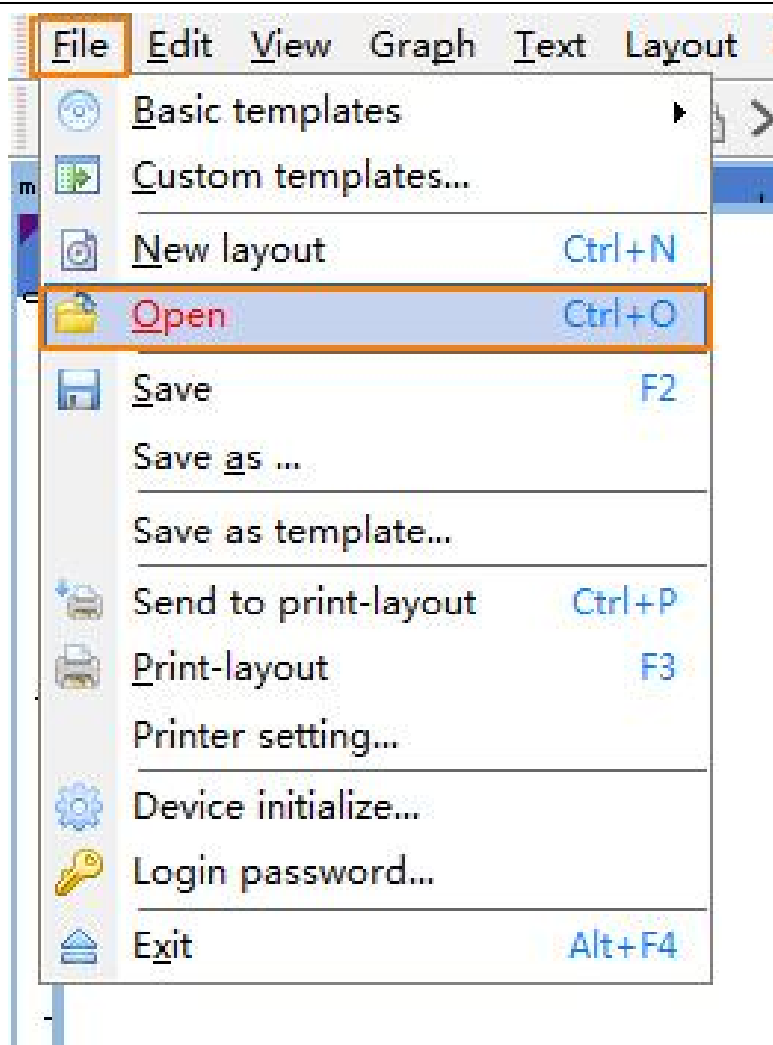 File Edit View Graph Text Layout
Basic templates
Custom templates...
New layout Ctrl+N
Open Ctrl+O
Save F2
Save as ...
Save as template...
Send to print-layout Ctrl+P
Print-layout F3
Printer setting...
Device initialize...
Login password...
Exit Alt+F4